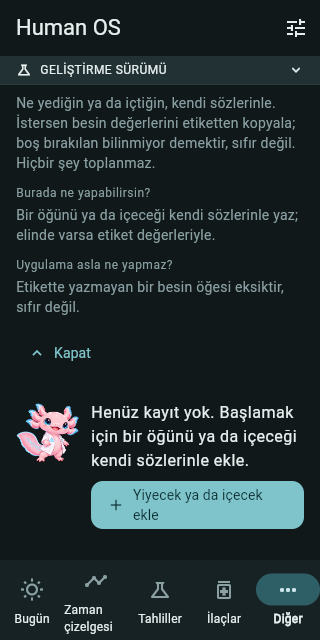 Human OS
GELİŞTİRME SÜRÜMÜ
Ne yediğin ya da içtiğin, kendi sözlerinle.
İstersen besin değerlerini etiketten kopyala;
boş bırakılan bilinmiyor demektir, sıfır değil.
Hiçbir şey toplanmaz.
Burada ne yapabilirsin?
Bir öğünü ya da içeceği kendi sözlerinle yaz;
elinde varsa etiket değerleriyle.
Uygulama asla ne yapmaz?
Etikette yazmayan bir besin öğesi eksiktir,
sıfır değil.
Kapat
Henüz kayıt yok. Başlamak
için bir öğünü ya da içeceği
kendi sözlerinle ekle.
Yiyecek ya da içecek
ekle
Bugün
Zaman
çizelgesi
Tahliller
İlaçlar
Diğer